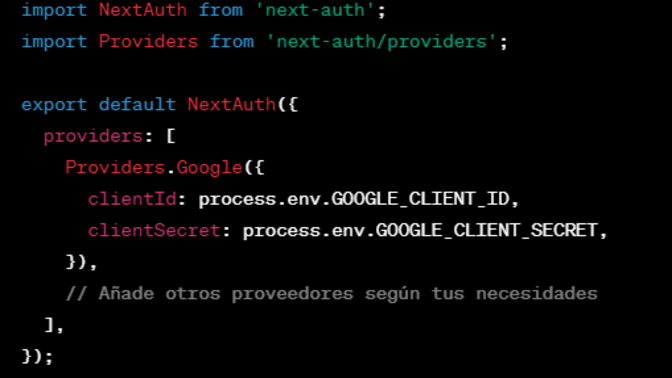 import NextAuth from 'next-auth';
import Providers from 'next-auth/providers';
export default NextAuth({
providers: [
Providers.Google({
clientId: process.env.GOOGLE_CLIENT_ID,
clientSecret: process.env.GOOGLE_CLIENT_SECRET,
}),
// Añade otros proveedores según tus necesidades
],
});